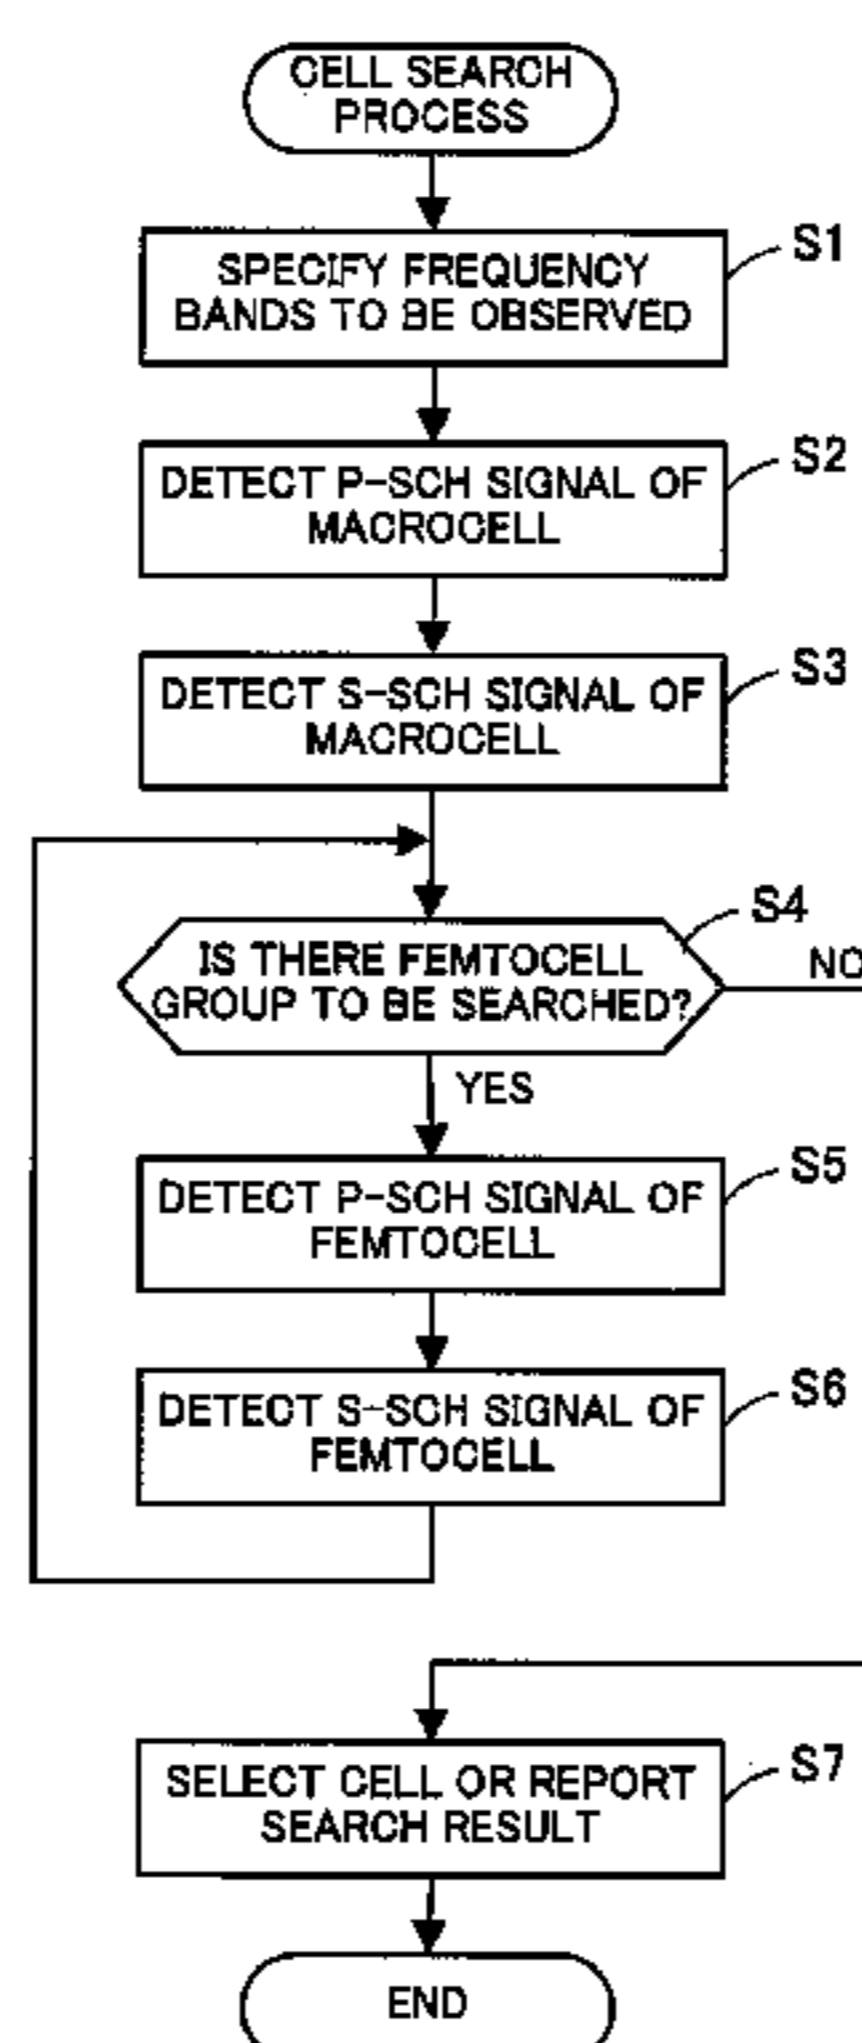 CELL SEARCH
PROCESS
S1
SPECIFY FREQUENCY
BANDS TO BE OBSERVED
S2
DETECT P-SCH SIGNAL OF
MACROCELL
S3
DETECT S-SCH SIGNAL OF
MACROCELL
S4
IS THERE FEMTOCELL
GROUP TO BE SEARCHED?
NO
YES
S5
DETECT P-SCH SIGNAL OF
FEMTOCELL
S6
DETECT S-SCH SIGNAL OF
FEMTOCELL
S7
SELECT CELL OR REPORT
SEARCH RESULT
END